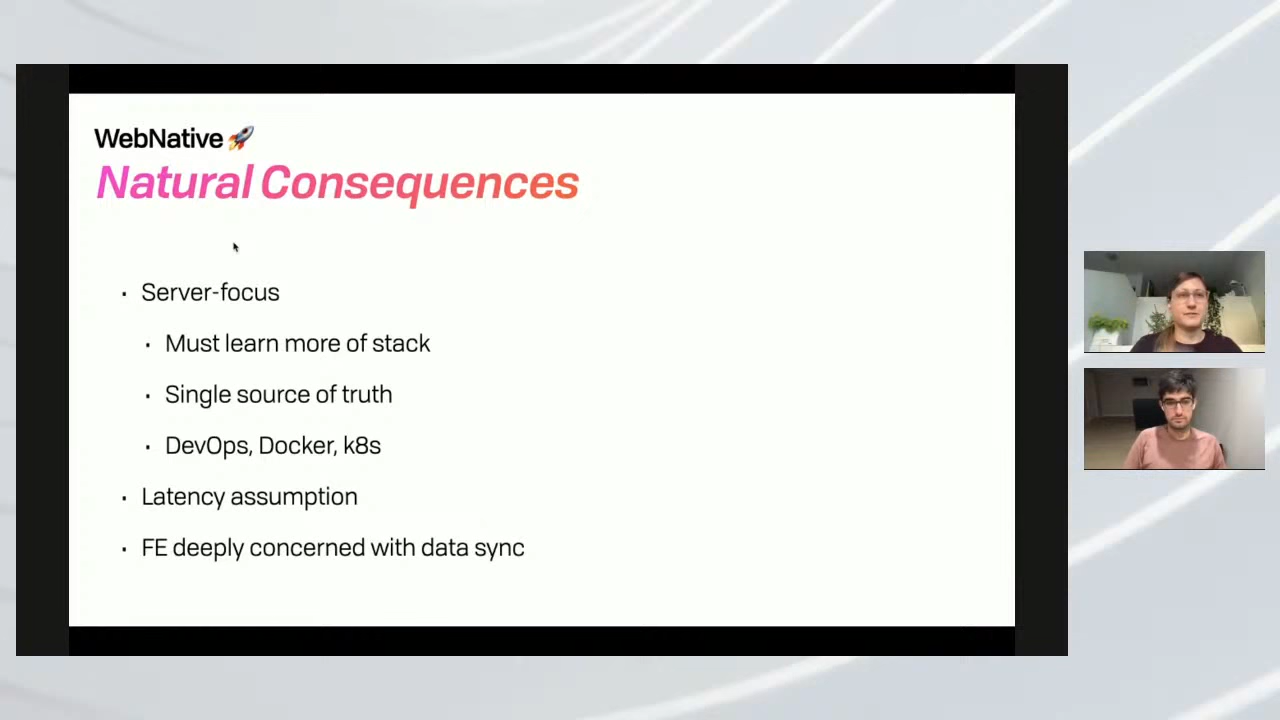 WebNative 🚀
Natural Consequences
· Server-focus
· Must learn more of stack
· Single source of truth
· DevOps, Docker, k8s
· Latency assumption
· FE deeply concerned with data sync